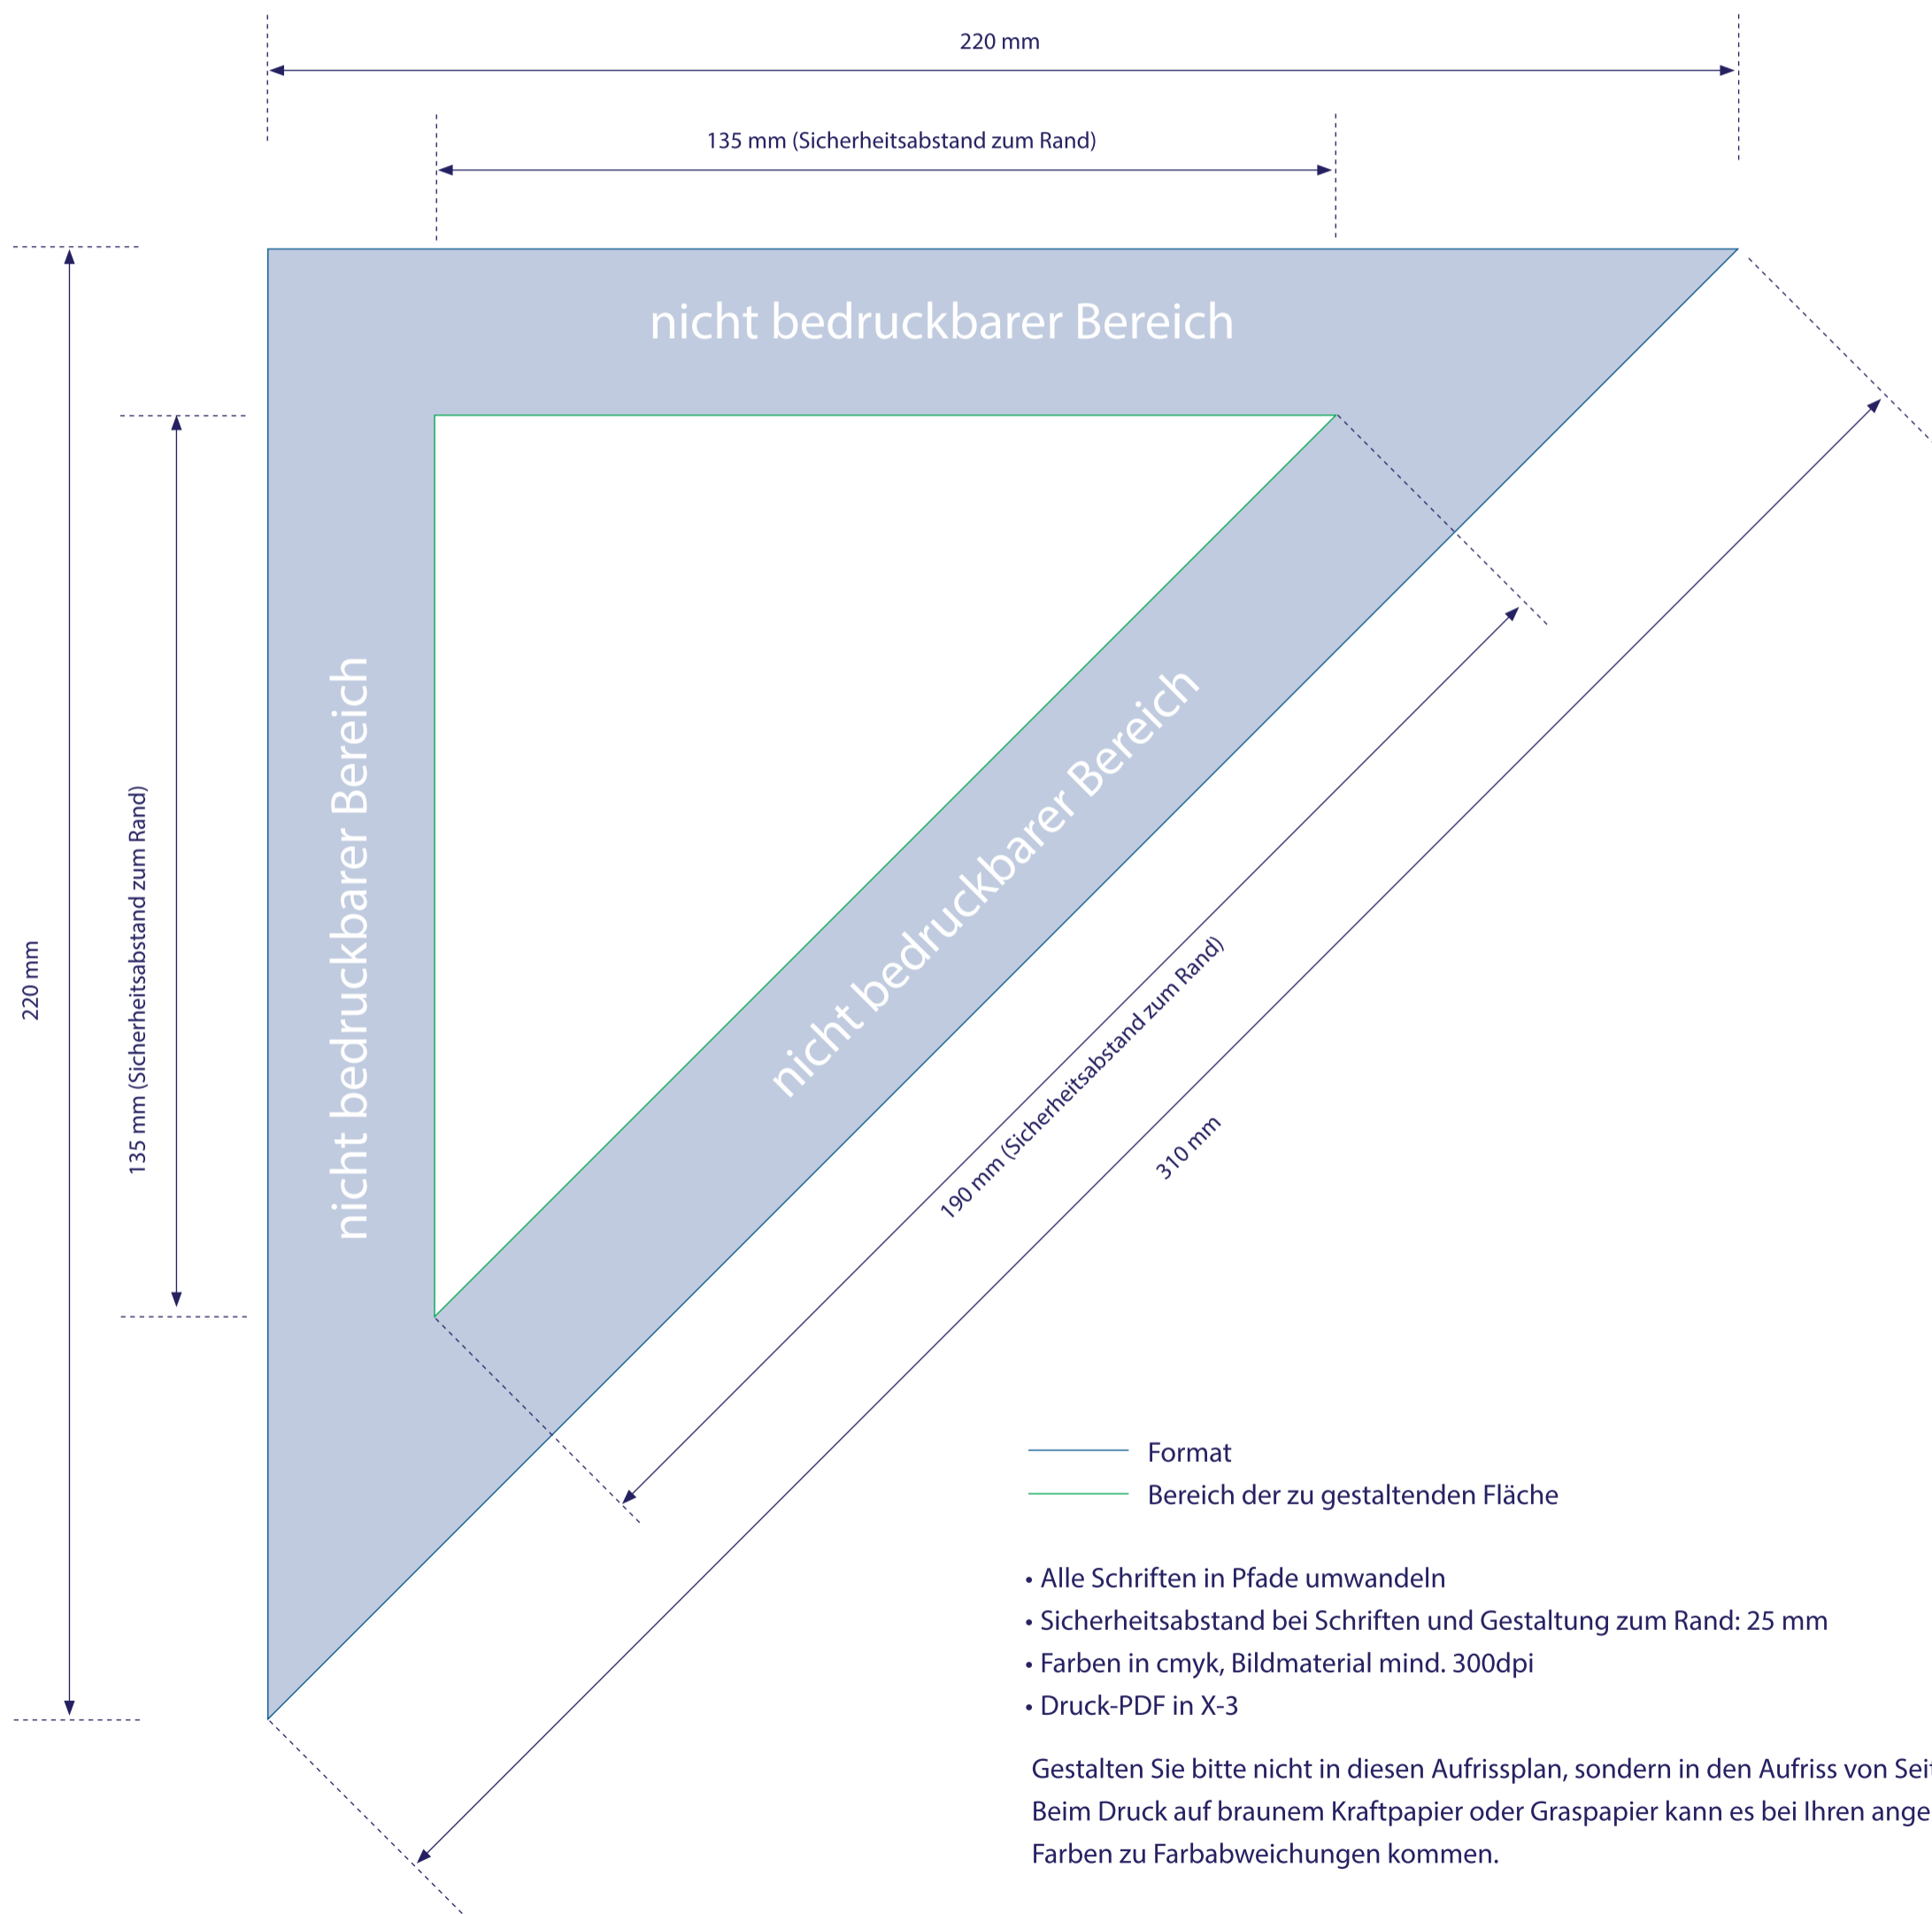 220 mm
135 mm (Sicherheitsabstand zum Rand)
nicht bedruckbarer Bereich
nicht bedruckbarer Bereich
nicht bedruckbarer Bereich
220 mm
135 mm (Sicherheitsabstand zum Rand)
190 mm (Sicherheitsabstand zum Rand)
310 mm
Format
Bereich der zu gestaltenden Fläche
• Alle Schriften in Pfade umwandeln
• Sicherheitsabstand bei Schriften und Gestaltung zum Rand: 25 mm
• Farben in cmyk, Bildmaterial mind. 300dpi
• Druck-PDF in X-3
Gestalten Sie bitte nicht in diesen Aufrissplan, sondern in den Aufriss von
Beim Druck auf braunem Kraftpapier oder Graspapier kann es bei Ihren
Farben zu Farbabweichungen kommen.